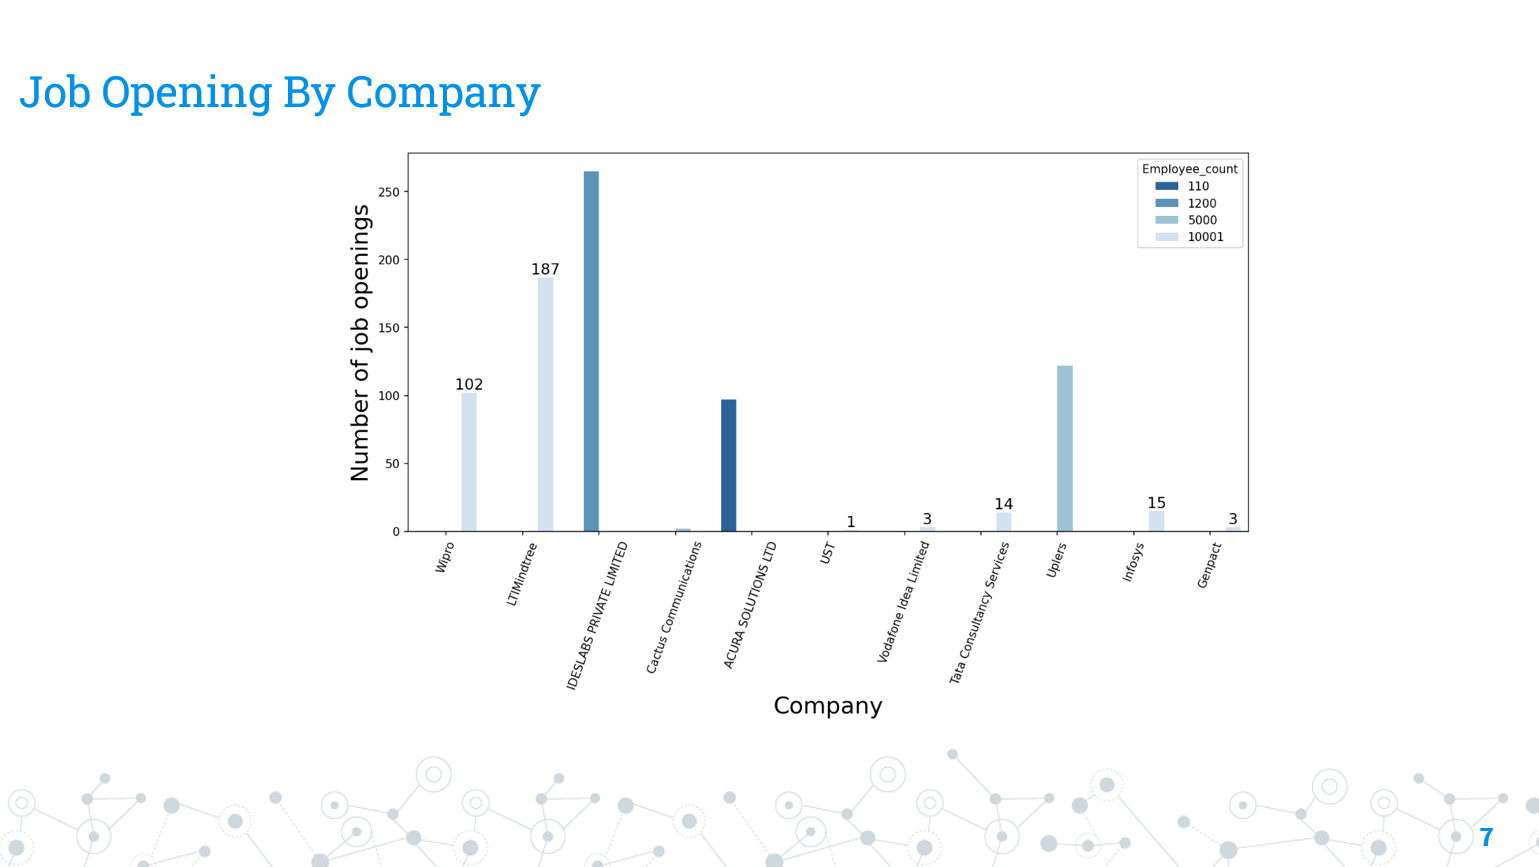 Job Opening By Company
Number of job openings
250
200
150
100
50
0
102
187
1
3
14
15
3
Employee_count
110
1200
5000
10001
Wipro
LTIMindtree
IDESLABS PRIVATE LIMITED
Cactus Communications
ACURA SOLUTIONS LTD
UST
Vodafone Idea Limited
Tata Consultancy Services
Uplers
Infosys
Genpact
Company
7